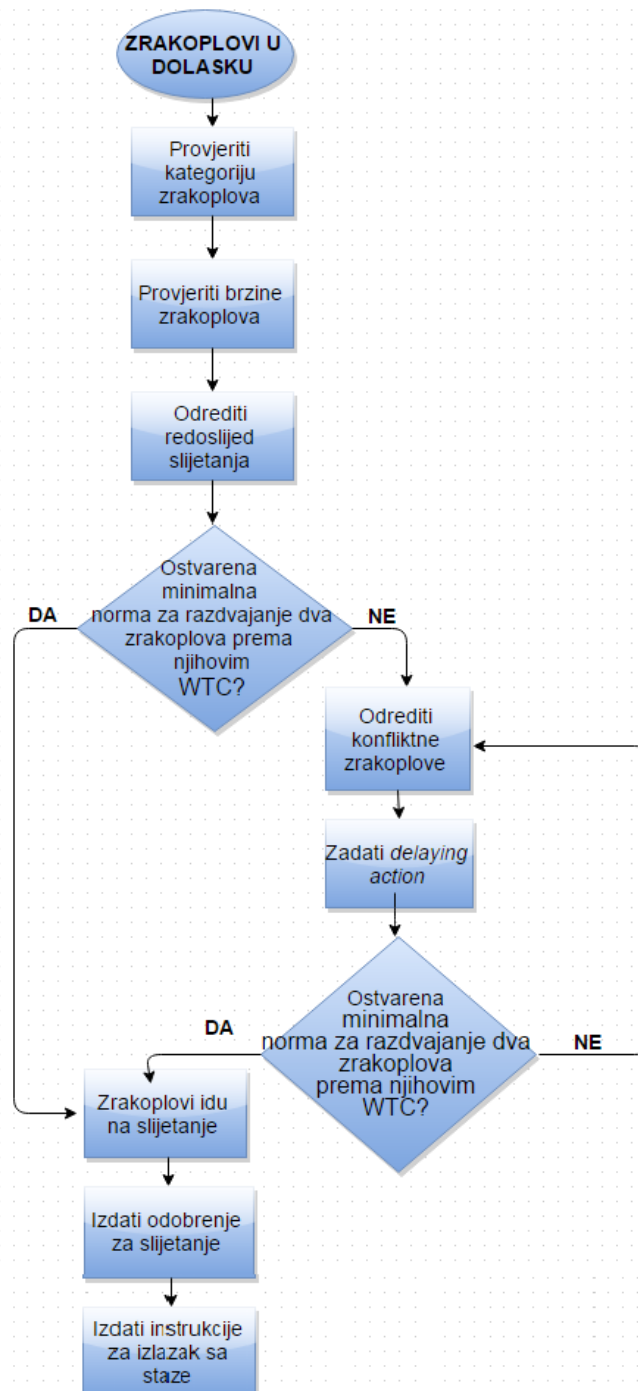 ZRAKOPLOVI U
DOLASKU
Provjeriti
kategoriju
zrakoplova
Provjeriti brzine
zrakoplova
Odrediti
redoslijed
slijetanja
Ostvarena
minimalna
norma za razdvajanje dva
zrakoplova prema
njihovim
WTC?
DA
NE
Odrediti
konfliktne
zrakoplove
Zadati delaying
action
Ostvarena
minimalna
norma za razdvajanje dva
zrakoplova
prema njihovim
WTC?
DA
NE
Zrakoplovi idu
na slijetanje
Izdati odobrenje
za slijetanje
Izdati instrukcije
za izlazak sa
staze